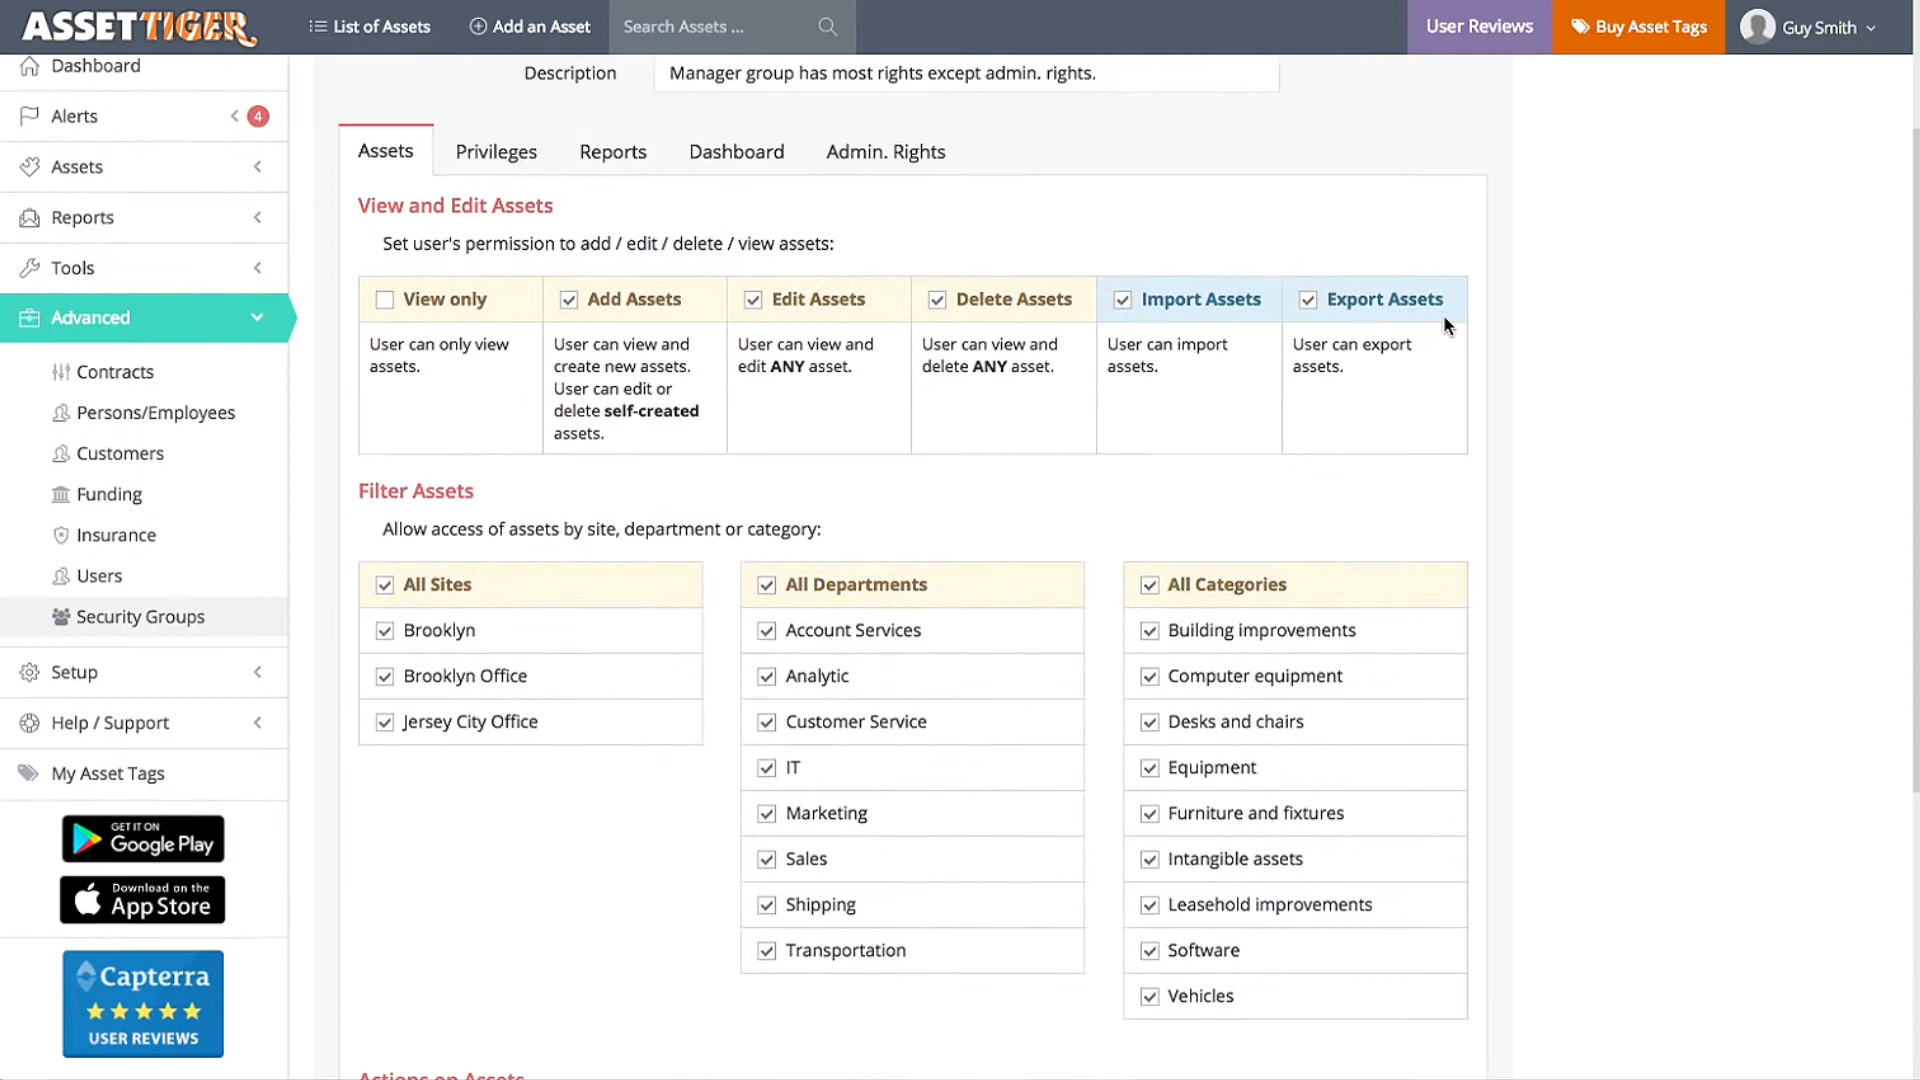 ASSETTIGER
List of Assets
Add an Asset
Search Assets ...
User Reviews
Buy Asset Tags
Guy Smith
Dashboard
Alerts
4
Assets
Reports
Tools
Advanced
Contracts
Persons/Employees
Customers
Funding
Insurance
Users
Security Groups
Setup
Help / Support
My Asset Tags
GET IT ON
Google Play
Download on the
App Store
Capterra
USER REVIEWS
Description
Manager group has most rights except admin. rights.
Assets
Privileges
Reports
Dashboard
Admin. Rights
View and Edit Assets
Set user's permission to add / edit / delete / view assets:
View only
User can only view
assets.
Add Assets
User can view and
create new assets.
User can edit or
delete self-created
assets.
Edit Assets
User can view and
edit ANY asset.
Delete Assets
User can view and
delete ANY asset.
Import Assets
User can import
assets.
Export Assets
User can export
assets.
Filter Assets
Allow access of assets by site, department or category:
All Sites
Brooklyn
Brooklyn Office
Jersey City Office
All Departments
Account Services
Analytic
Customer Service
IT
Marketing
Sales
Shipping
Transportation
All Categories
Building improvements
Computer equipment
Desks and chairs
Equipment
Furniture and fixtures
Intangible assets
Leasehold improvements
Software
Vehicles
Actions on Assets